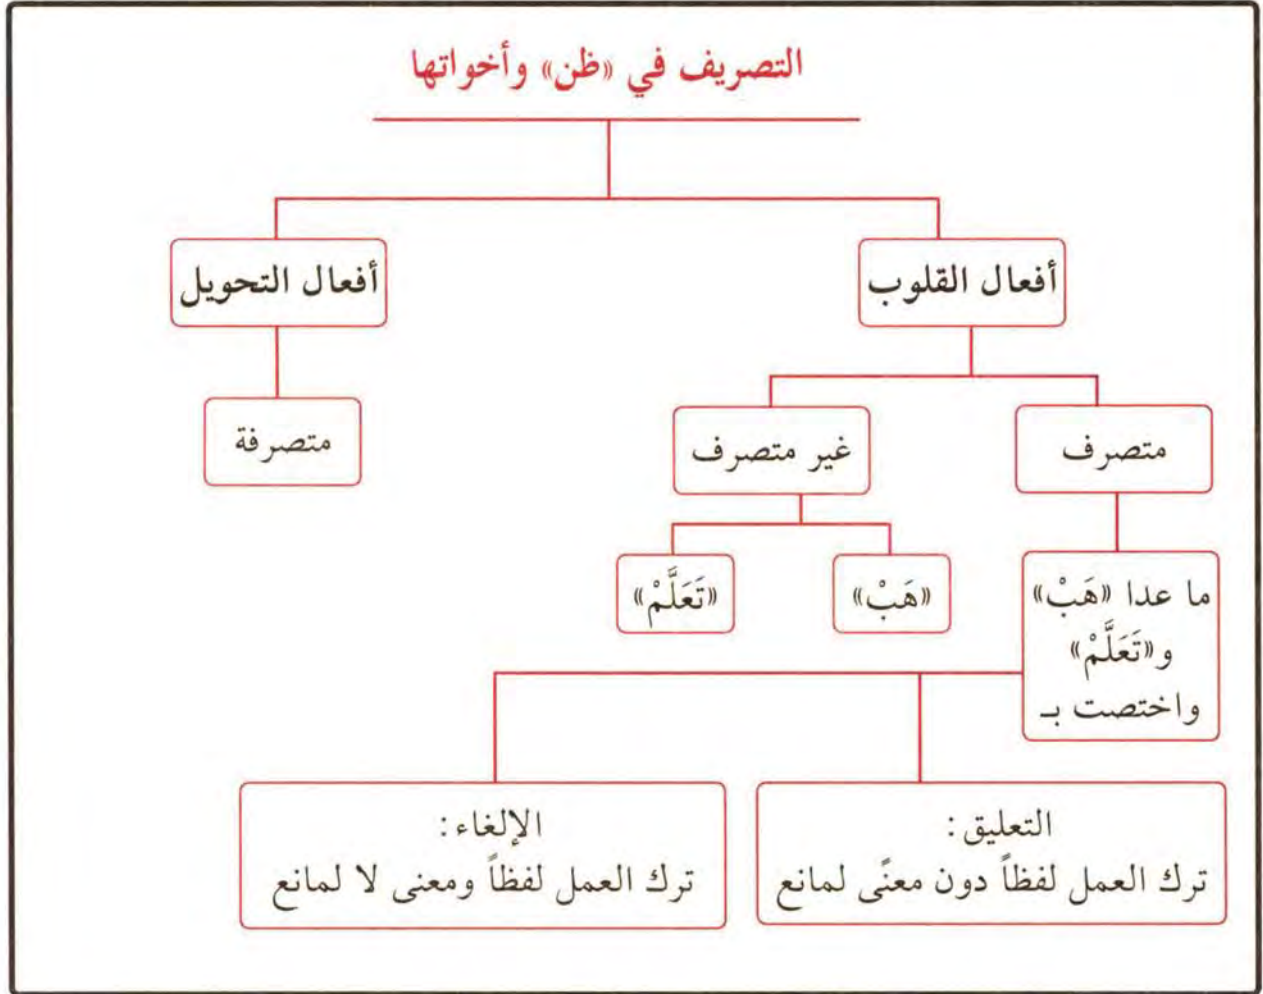 التصريف في «ظن» وأخواتها
أفعال القلوب
أفعال التحويل
متصرف
غير متصرف
متصرفة
ما عدا «هَبْ»
و«تَعَلَّمْ»
واختصت بـ
«هَبْ»
«تَعَلَّمْ»
التعليق:
ترك العمل لفظاً دون معنًى لمانع
الإلغاء:
ترك العمل لفظاً ومعنى لا لمانع